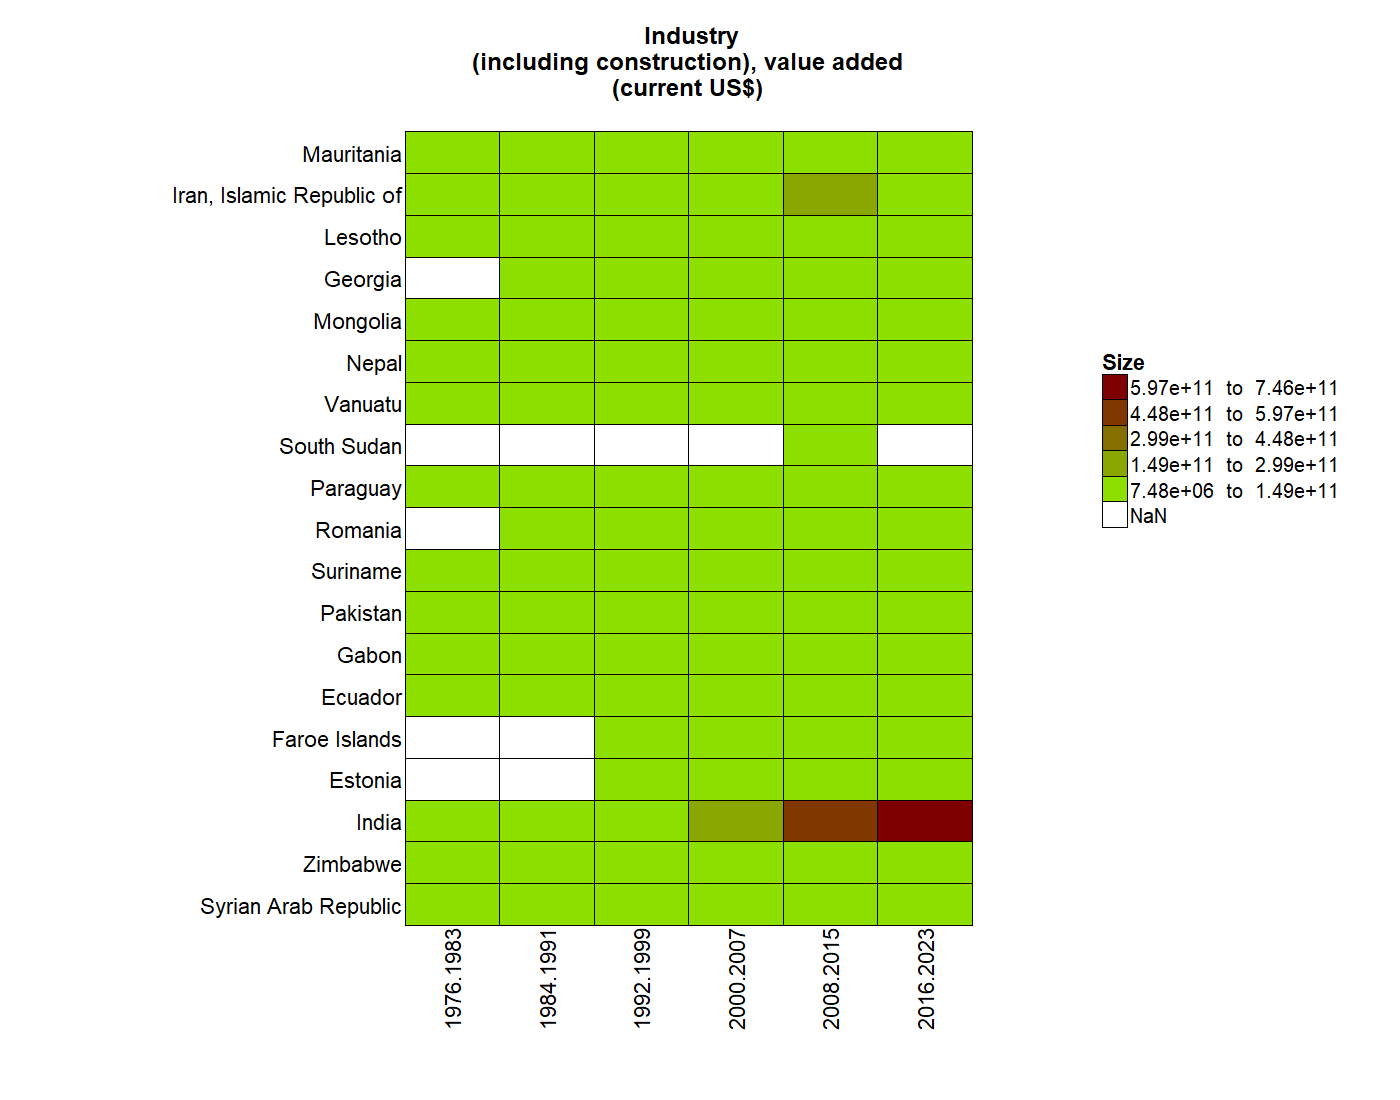 Industry
(including construction), value added
(current US$)
Mauritania
Iran, Islamic Republic of
Lesotho
Georgia
Mongolia
Nepal
Vanuatu
South Sudan
Paraguay
Romania
Suriname
Pakistan
Gabon
Ecuador
Faroe Islands
Estonia
India
Zimbabwe
Syrian Arab Republic
1976.1983
1984.1991
1992.1999
2000.2007
2008.2015
2016.2023
Size
5.97e+11 to 7.46e+11
4.48e+11 to 5.97e+11
2.99e+11 to 4.48e+11
1.49e+11 to 2.99e+11
7.48e+06 to 1.49e+11
NaN